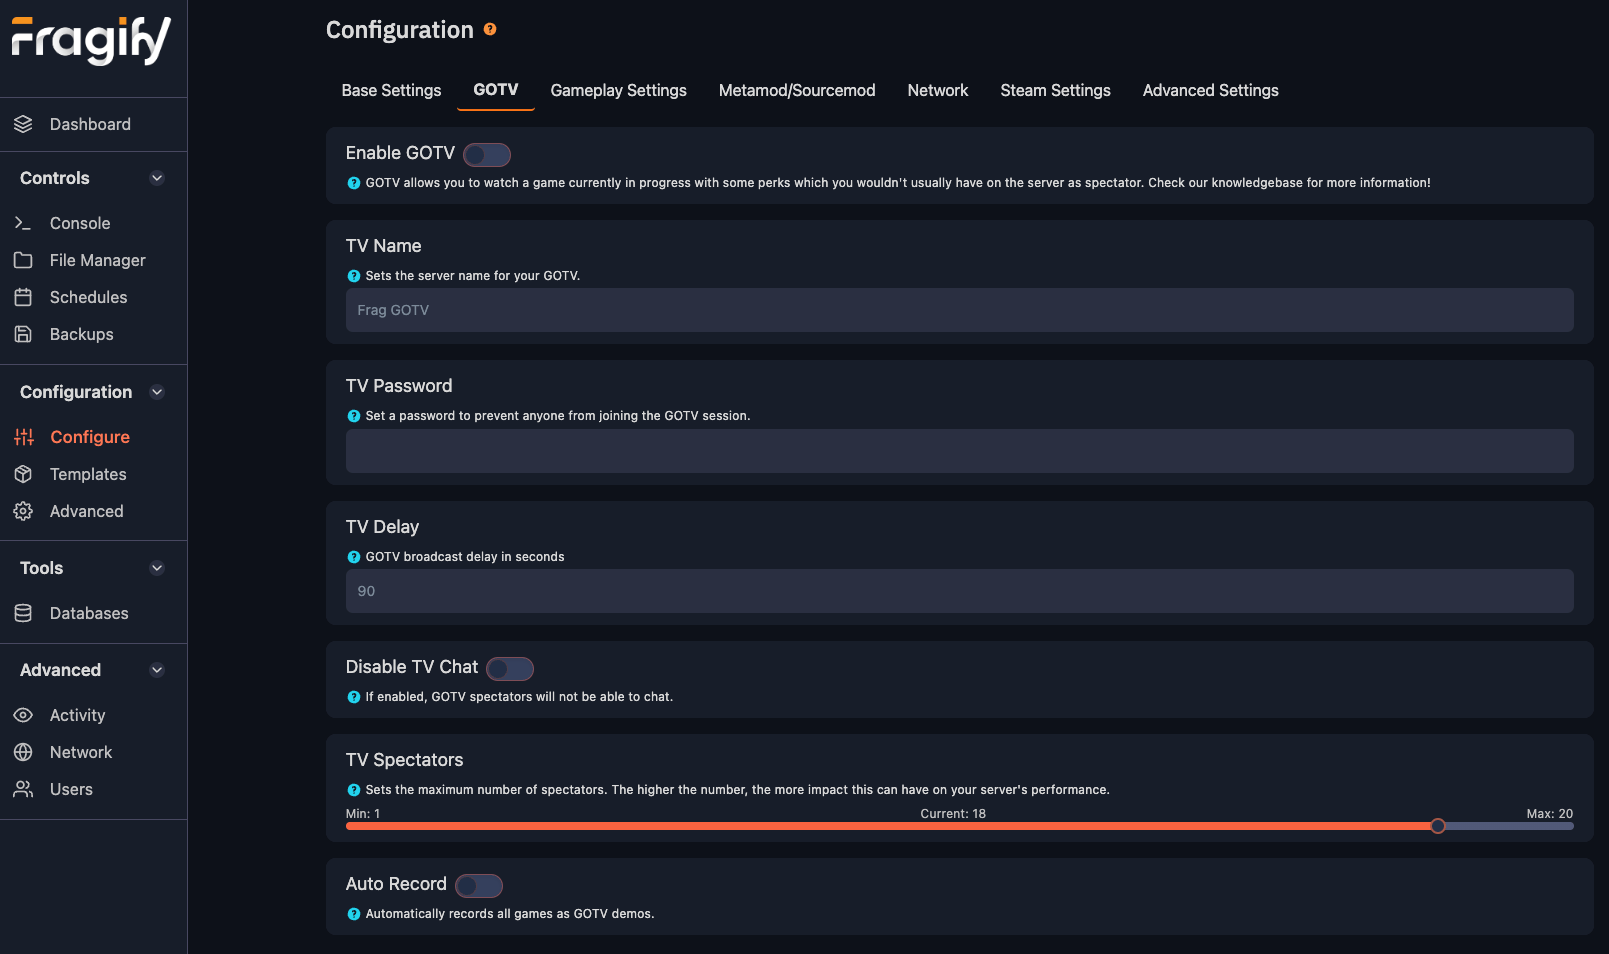 Fragify
Dashboard
Controls
Console
File Manager
Schedules
Backups
Configuration
Configure
Templates
Advanced
Tools
Databases
Advanced
Activity
Network
Users
Configuration ?
Base Settings GOTV Gameplay Settings Metamod/Sourcemod Network Steam Settings Advanced Settings
Enable GOTV
? GOTV allows you to watch a game currently in progress with some perks which you wouldn't usually have on the server as spectator. Check our knowledgebase for more information!
TV Name
? Sets the server name for your GOTV.
Frag GOTV
TV Password
? Set a password to prevent anyone from joining the GOTV session.
TV Delay
? GOTV broadcast delay in seconds
90
Disable TV Chat
? If enabled, GOTV spectators will not be able to chat.
TV Spectators
? Sets the maximum number of spectators. The higher the number, the more impact this can have on your server's performance.
Min: 1 Current: 18 Max: 20
Auto Record
? Automatically records all games as GOTV demos.